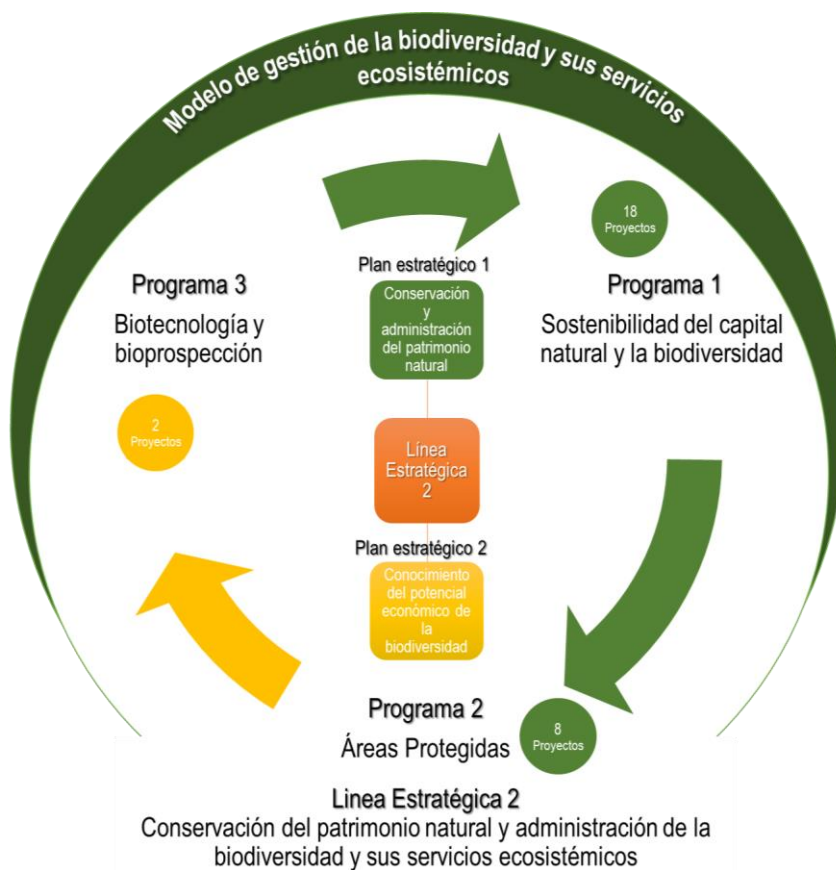 Modelo de gestión de la biodiversidad y sus servicios
ecosistémicos
18
Proyectos
Plan estratégico 1
Programa 3
Conservación
y
administración
del patrimonio
natural
Programa 1
Biotecnología y
bioprospección
Sostenibilidad del capital
natural y la biodiversidad
2
Proyectos
Línea
Estratégica
2
Plan estratégico 2
Conocimiento
del potencial
económico de
la
biodiversidad
Programa 2
Áreas Protegidas
8
Proyectos
Linea Estratégica 2
Conservación del patrimonio natural y administración de la
biodiversidad y sus servicios ecosistémicos